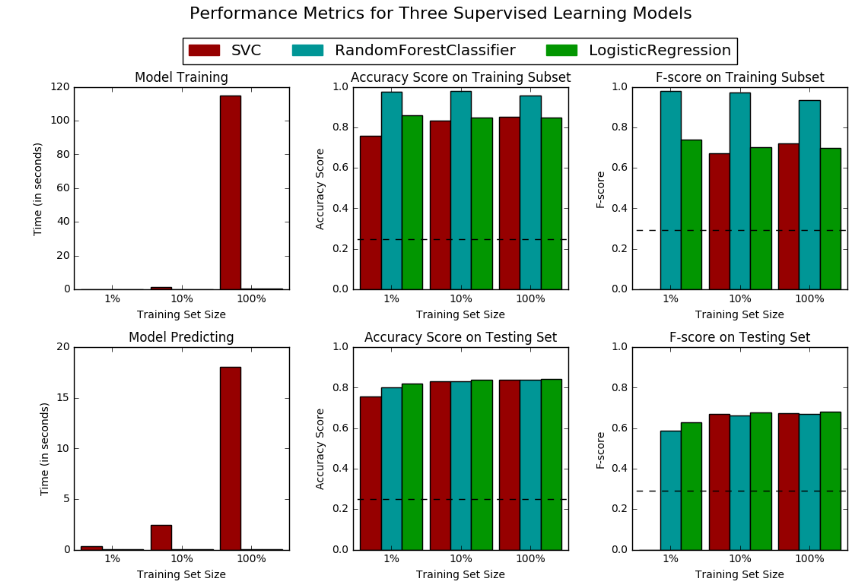 Performance Metrics for Three Supervised Learning Models
SVC RandomForestClassifier LogisticRegression
Model Training
120
100
80
60
40
20
0
Time (in seconds)
1% 10% 100%
Training Set Size
Accuracy Score on Training Subset
1.0
0.8
0.6
0.4
0.2
0.0
Accuracy Score
1% 10% 100%
Training Set Size
F-score on Training Subset
1.0
0.8
0.6
0.4
0.2
0.0
F-score
1% 10% 100%
Training Set Size
Model Predicting
20
15
10
5
0
Time (in seconds)
1% 10% 100%
Training Set Size
Accuracy Score on Testing Set
1.0
0.8
0.6
0.4
0.2
0.0
Accuracy Score
1% 10% 100%
Training Set Size
F-score on Testing Set
1.0
0.8
0.6
0.4
0.2
0.0
F-score
1% 10% 100%
Training Set Size